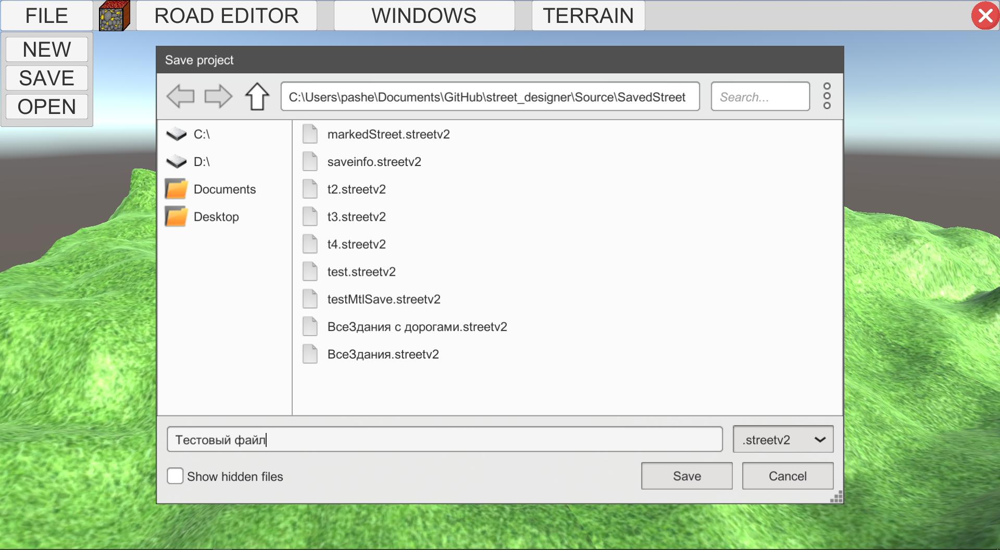 FILE
ROAD EDITOR
WINDOWS
TERRAIN
NEW
SAVE
OPEN
Save project
C:\Users\pashe\Documents\GitHub\street_designer\Source\SavedStreet
Search...
C:\
D:\
Documents
Desktop
markedStreet.streetv2
saveinfo.streetv2
t2.streetv2
t3.streetv2
t4.streetv2
test.streetv2
testMtlSave.streetv2
ВсеЗдания с дорогами.streetv2
ВсеЗдания.streetv2
Тестовый файл
.streetv2
Show hidden files
Save
Cancel